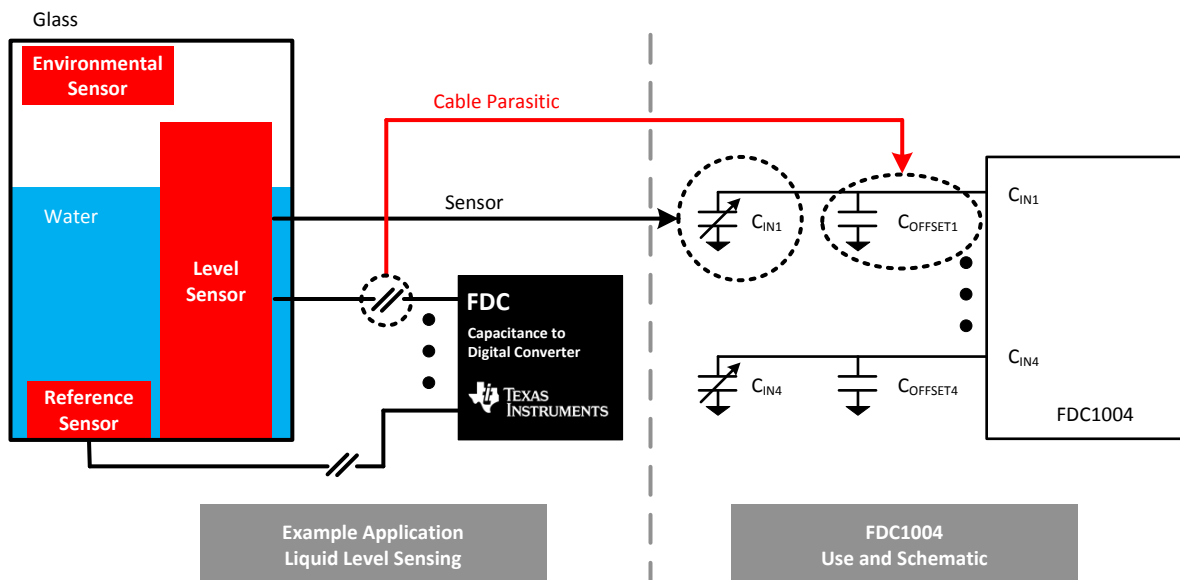 Glass
Environmental
Sensor
Cable Parasitic
Water
Sensor
Level
Sensor
Reference
Sensor
FDC
Capacitance to
Digital Converter
TEXAS
INSTRUMENTS
CIN1
COFFSET1
CIN1
CIN4
COFFSET4
CIN4
FDC1004
Example Application
Liquid Level Sensing
FDC1004
Use and Schematic